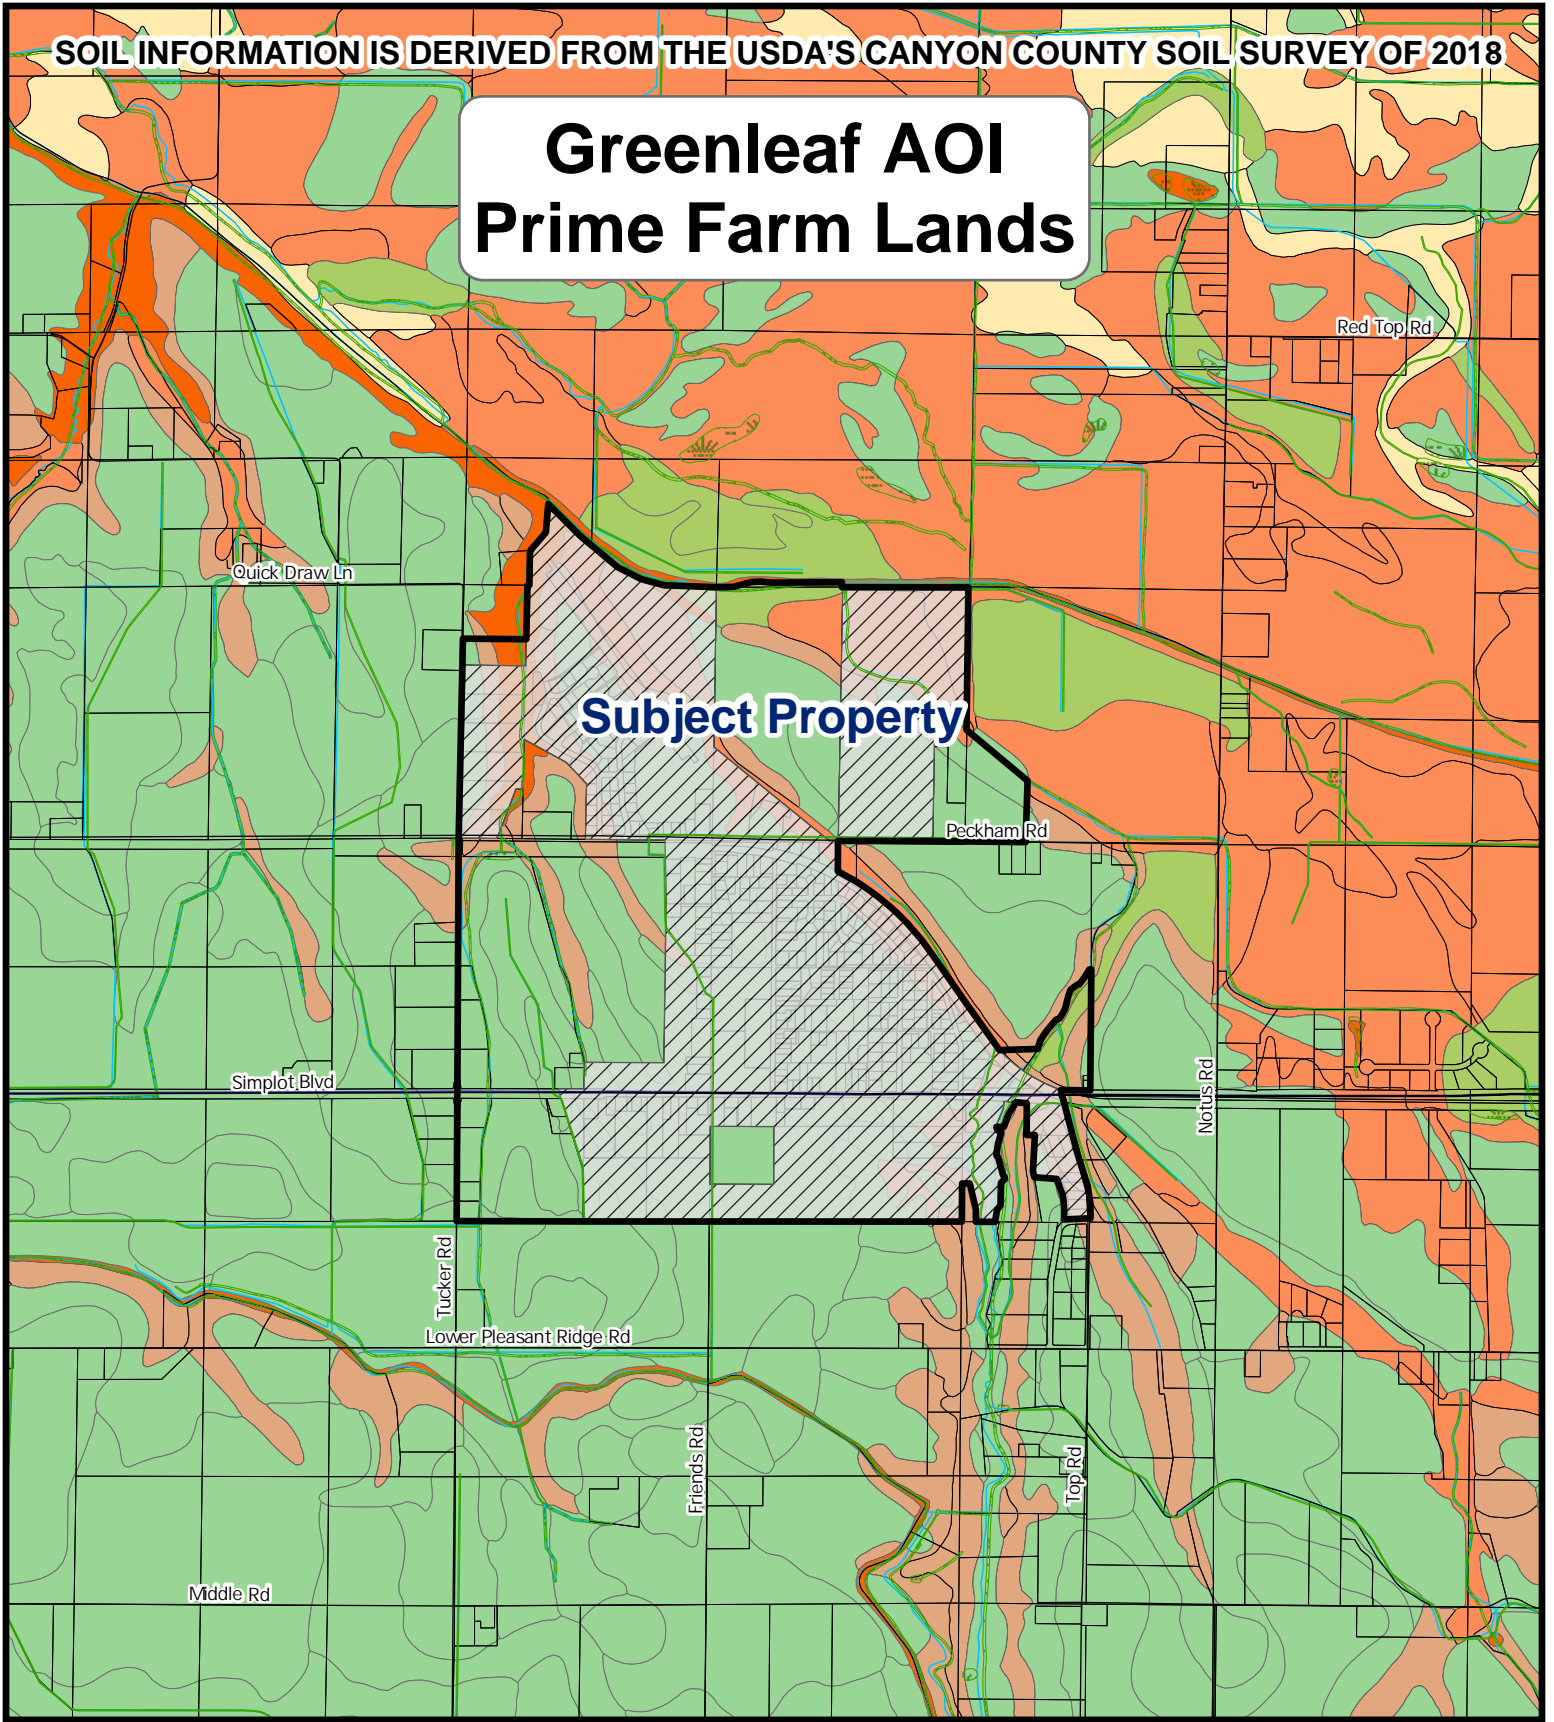 SOIL INFORMATION IS DERIVED FROM THE USDA'S CANYON COUNTY SOIL SURVEY OF 2018
Greenleaf AOI
Prime Farm Lands
Red Top Rd
Quick Draw Ln
Subject Property
Peckham Rd
Simplot Blvd
Notus Rd
Tucker Rd
Lower Pleasant Ridge Rd
Friends Rd
Top Rd
Middle Rd